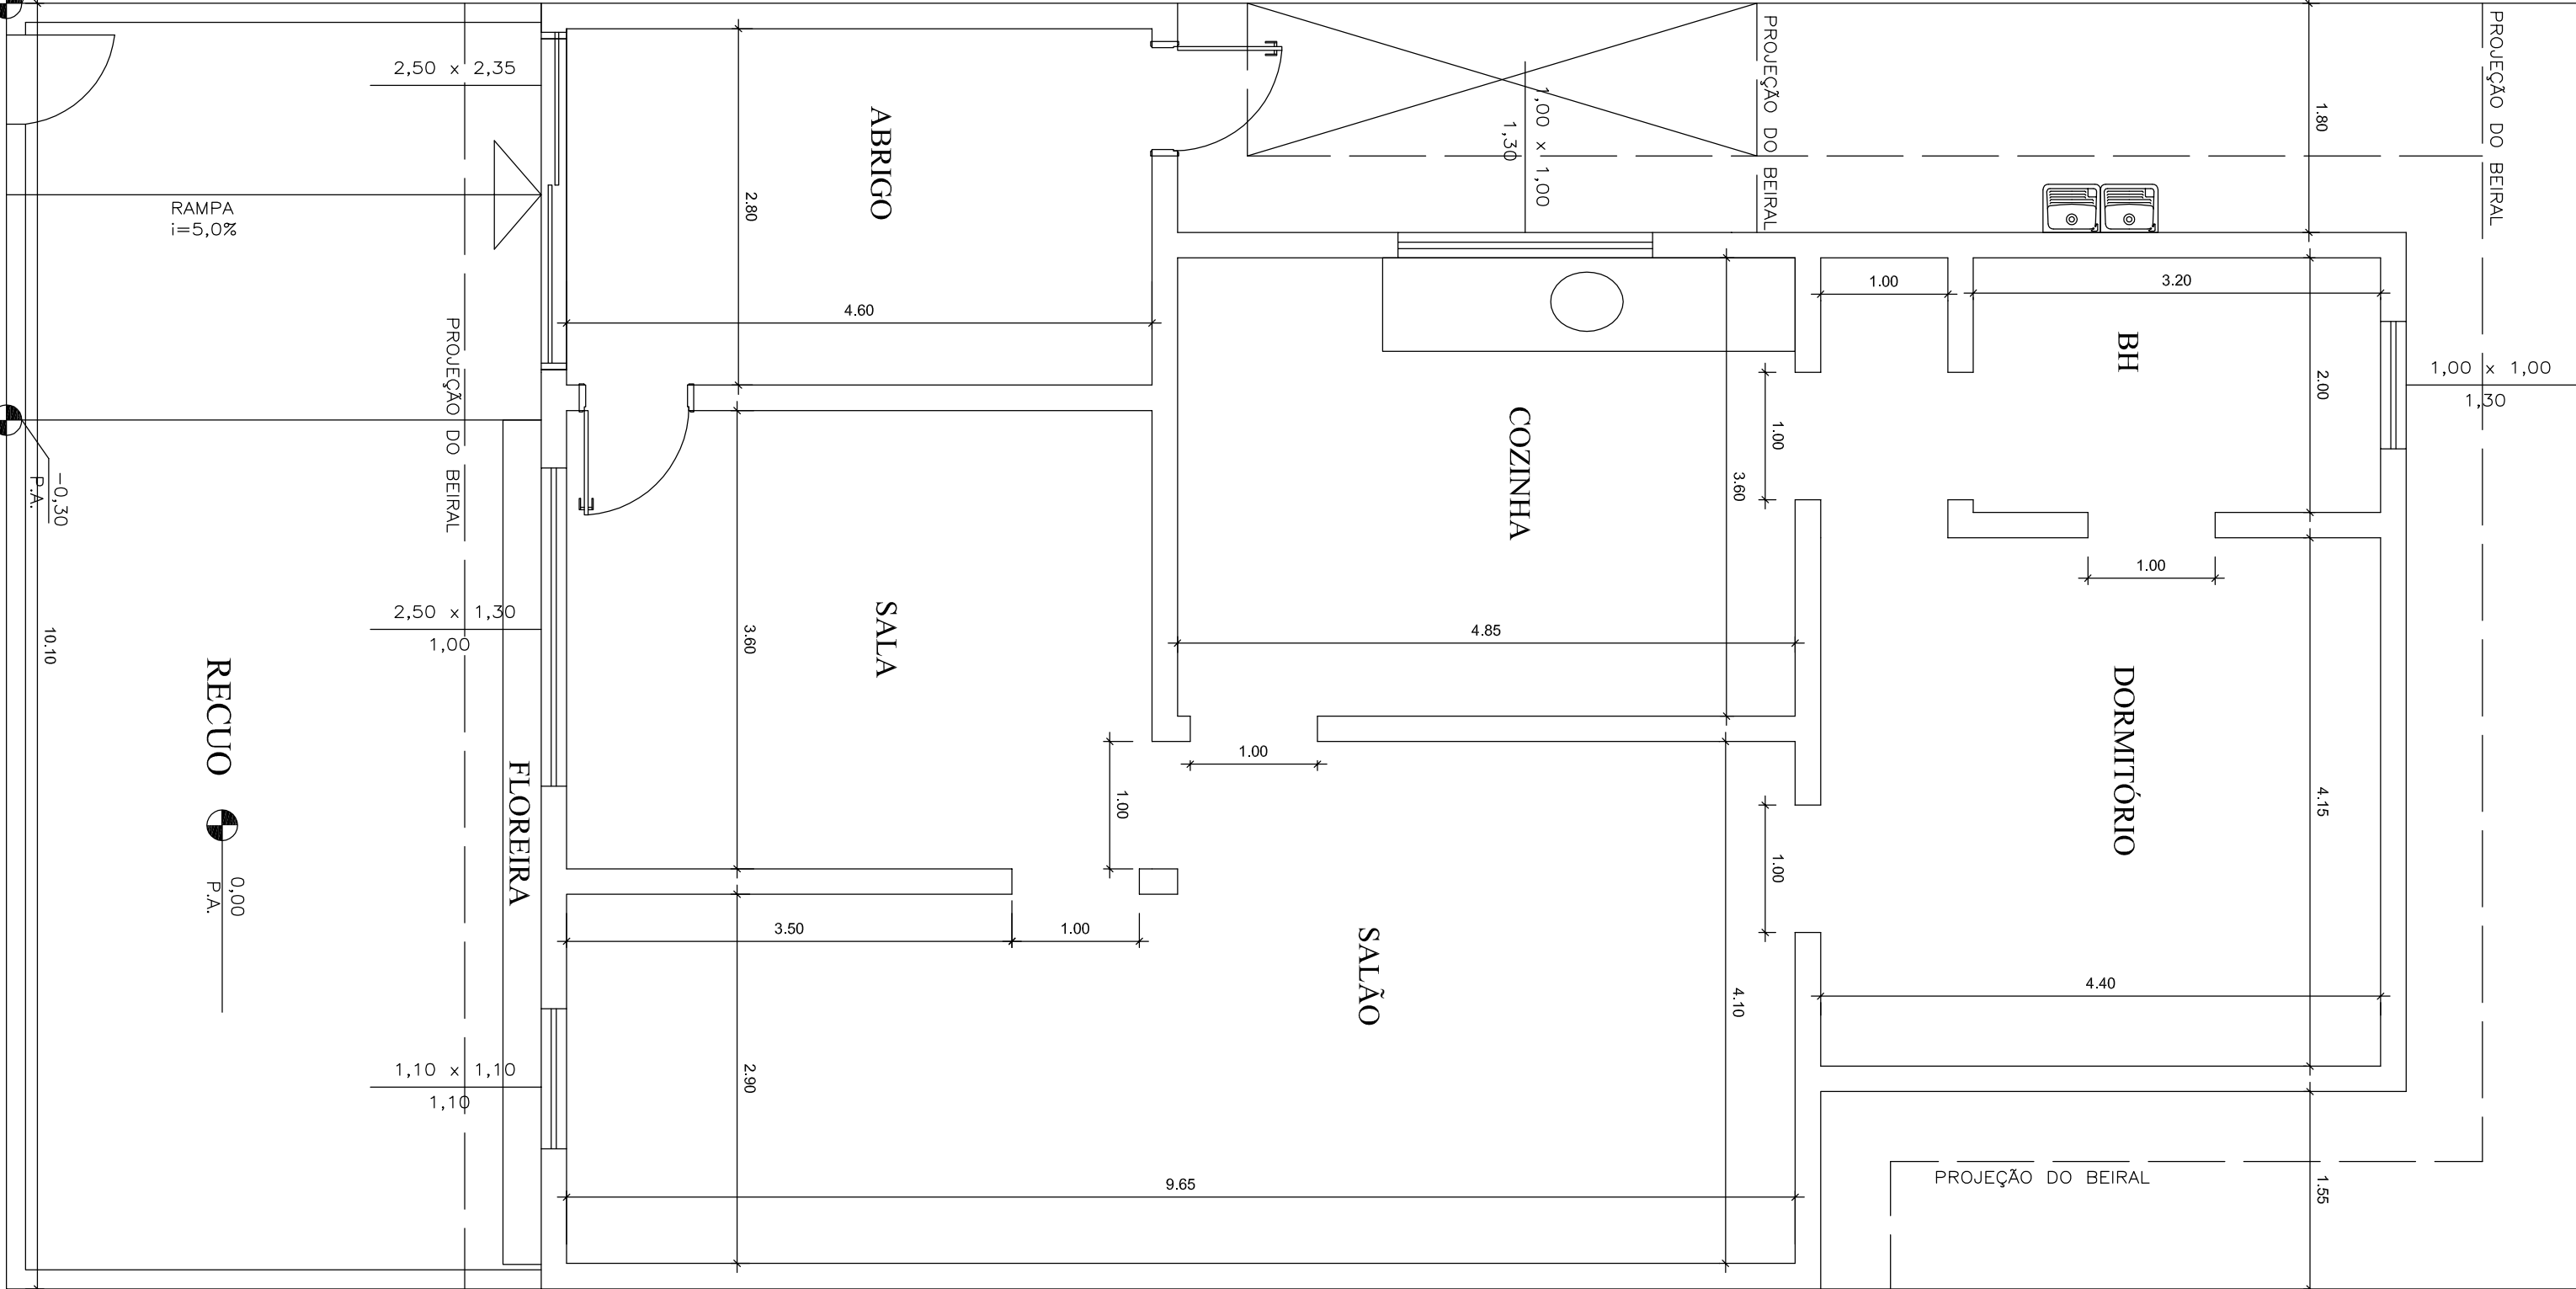 2,50 × 2,35
RAMPA
i=5,0%
PROJEÇÃO DO BEIRAL
-0,30
P.A.
10.10
RECUO
0,00
P.A.
2,50 × 1,30
1,00
FLOREIRA
1,10 × 1,10
1,10
ABRIGO
2.80
4.60
SALA
3.60
3.50
1.00
1.00
2.90
9.65
1,00 × 1,00
1,30
PROJEÇÃO DO BEIRAL
COZINHA
3.60
4.85
1.00
1.00
SALÃO
4.10
1.00
1.00
3.20
BH
2.00
1.80
PROJEÇÃO DO BEIRAL
1,00 × 1,00
1,30
1.00
DORMITÓRIO
4.15
4.40
PROJEÇÃO DO BEIRAL
1.55